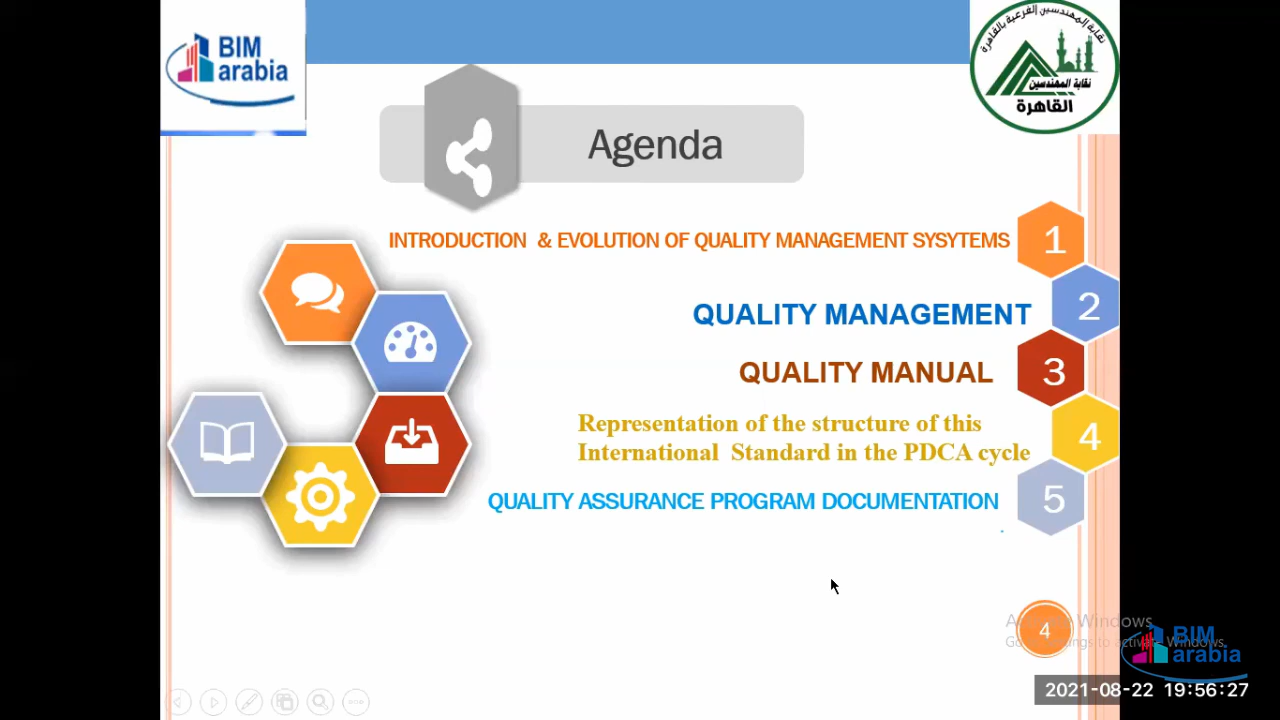 BIM
arabia
نقابة المهندسين الفرعية بالقاهرة
نقابة المهندسين
القاهرة
Agenda
INTRODUCTION & EVOLUTION OF QUALITY MANAGEMENT SYSYTEMS
1
QUALITY MANAGEMENT
2
QUALITY MANUAL
3
Representation of the structure of this
International Standard in the PDCA cycle
4
QUALITY ASSURANCE PROGRAM DOCUMENTATION
5
4
Windows
BIM
arabia
2021-08-22 19:56:27